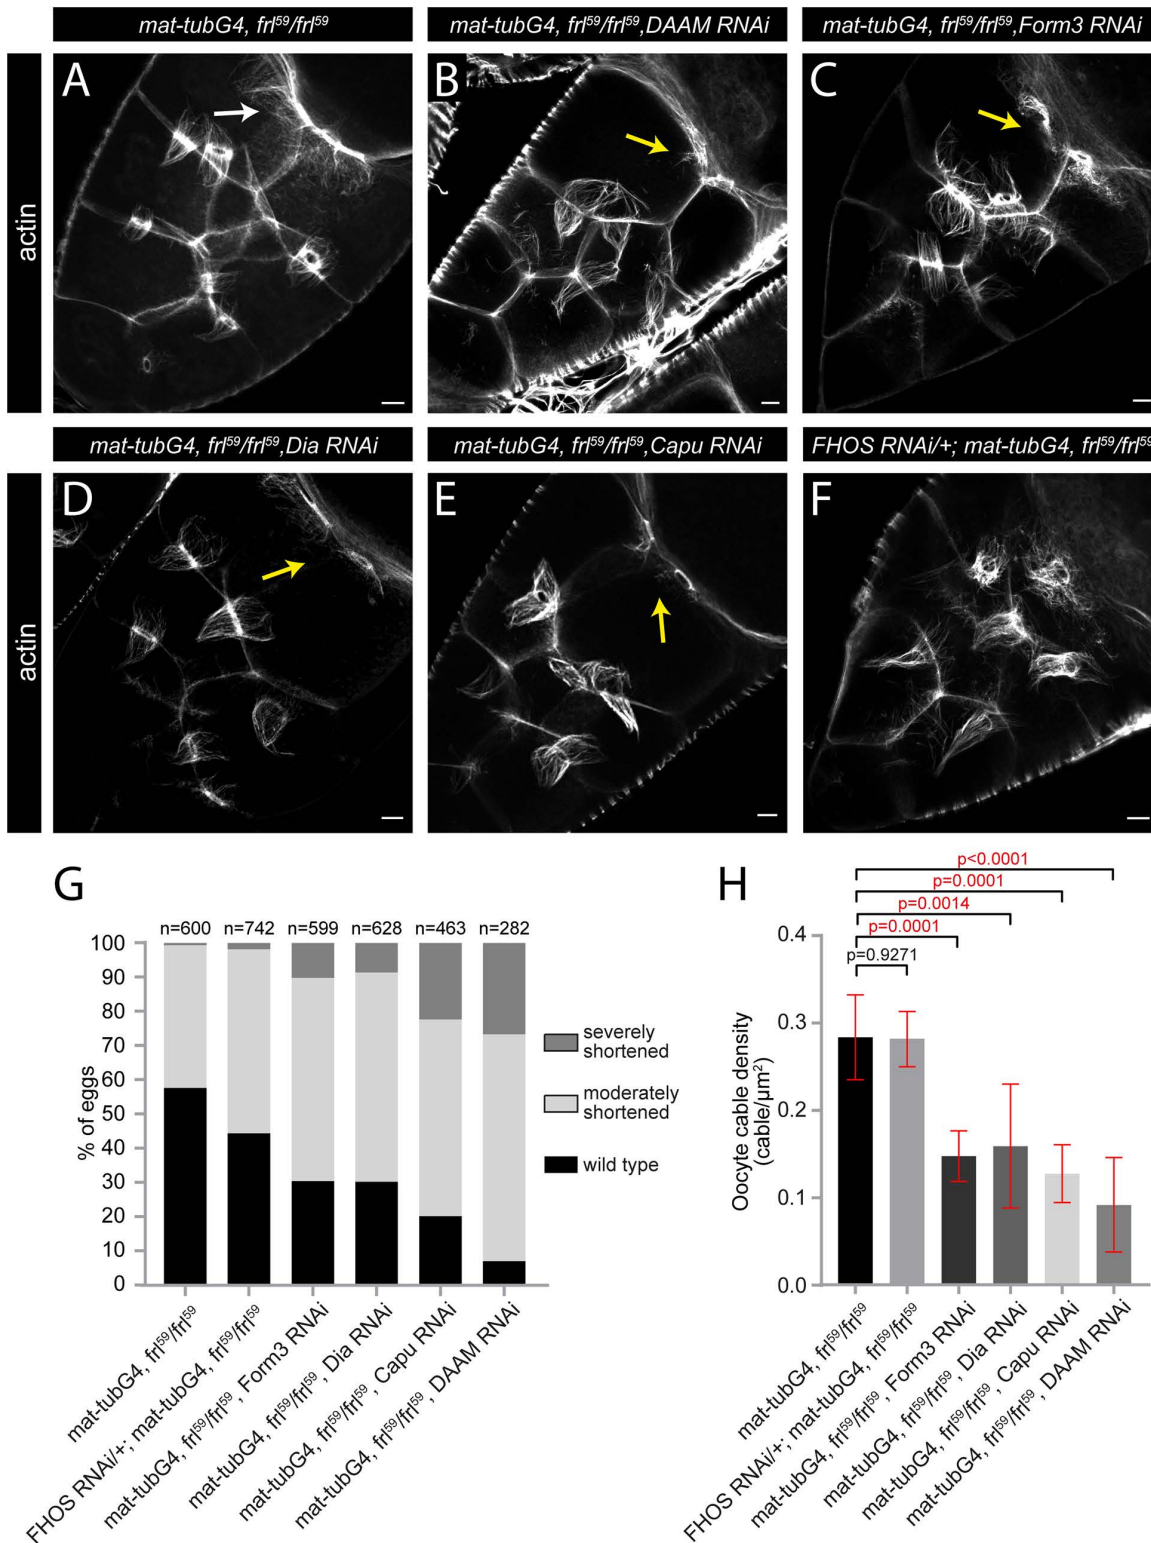 mat-tubG4, frl⁵⁹/frl⁵⁹
mat-tubG4, frl⁵⁹/frl⁵⁹,DAAM RNAi
mat-tubG4, frl⁵⁹/frl⁵⁹,Form3 RNAi
actin
A
B
C
mat-tubG4, frl⁵⁹/frl⁵⁹,Dia RNAi
mat-tubG4, frl⁵⁹/frl⁵⁹,Capu RNAi
FHOS RNAi/+; mat-tubG4, frl⁵⁹/frl⁵⁹
actin
D
E
F
G
n=600 n=742 n=599 n=628 n=463 n=282
% of eggs
100
90
80
70
60
50
40
30
20
10
0
severely
shortened
moderately
shortened
wild type
mat-tubG4, frl⁵⁹/frl⁵⁹
FHOS RNAi/+; mat-tubG4, frl⁵⁹/frl⁵⁹
mat-tubG4, frl⁵⁹/frl⁵⁹, Form3 RNAi
mat-tubG4, frl⁵⁹/frl⁵⁹, Dia RNAi
mat-tubG4, frl⁵⁹/frl⁵⁹, Capu RNAi
mat-tubG4, frl⁵⁹/frl⁵⁹, DAAM RNAi
H
p<0.0001
p=0.0001
p=0.0014
p=0.0001
p=0.9271
Oocyte cable density
(cable/µm²)
0.4
0.3
0.2
0.1
0.0
mat-tubG4, frl⁵⁹/frl⁵⁹
FHOS RNAi/+; mat-tubG4, frl⁵⁹/frl⁵⁹
mat-tubG4, frl⁵⁹/frl⁵⁹, Form3 RNAi
mat-tubG4, frl⁵⁹/frl⁵⁹, Dia RNAi
mat-tubG4, frl⁵⁹/frl⁵⁹, Capu RNAi
mat-tubG4, frl⁵⁹/frl⁵⁹, DAAM RNAi